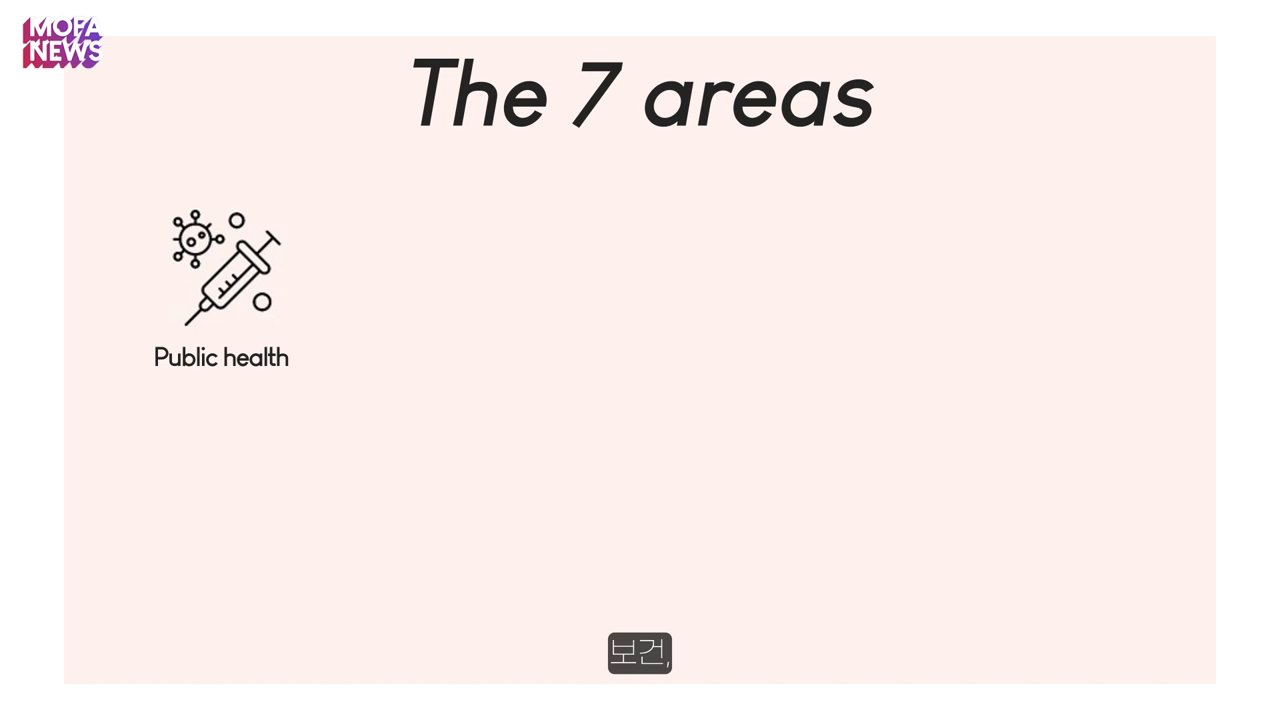 MOFA
NEWS
The 7 areas
Public health
보건,